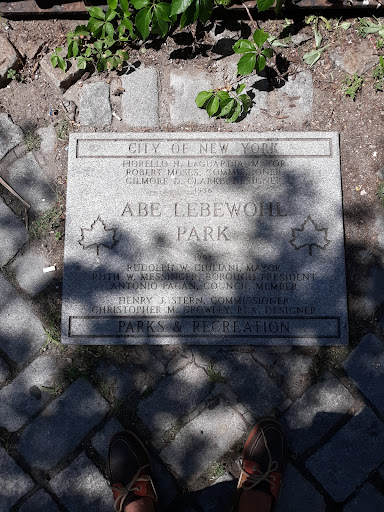 CITY OF NEW YORK
FIORELLO H. LAGUARDIA, MAYOR
ROBERT MOSES, COMMISSIONER
GILMORE D. CLARKE, DESIGNER
ABE LEBEWOHL
PARK
RUDOLPH W. GIULIANI, MAYOR
RUTH W. MESSINGER, BOROUGH PRESIDENT
ANTONIO PAGAN, COUNCIL MEMBER
HENRY J. STERN, COMMISSIONER
CHRISTOPHER M. CROWLEY, R.L.A. DESIGNER
PARKS & RECREATION